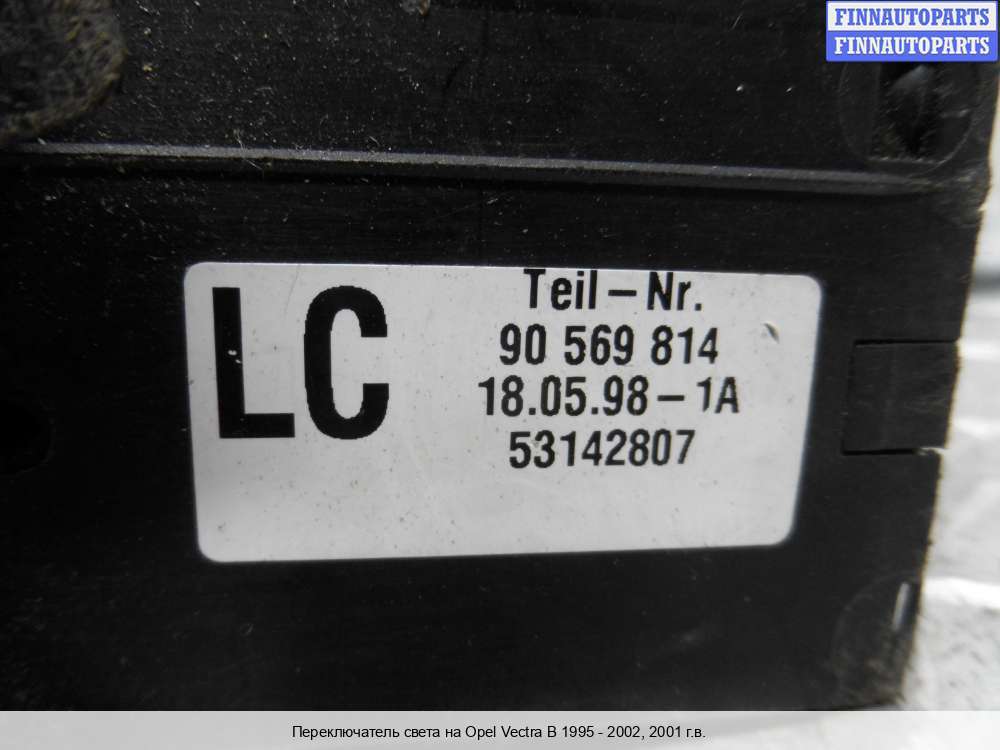 FINNAUTOPARTS
FINNAUTOPARTS
LC
Teil-Nr.
90 569 814
18.05.98-1A
53142807
Переключатель света на Opel Vectra B 1995 - 2002, 2001 г.в.